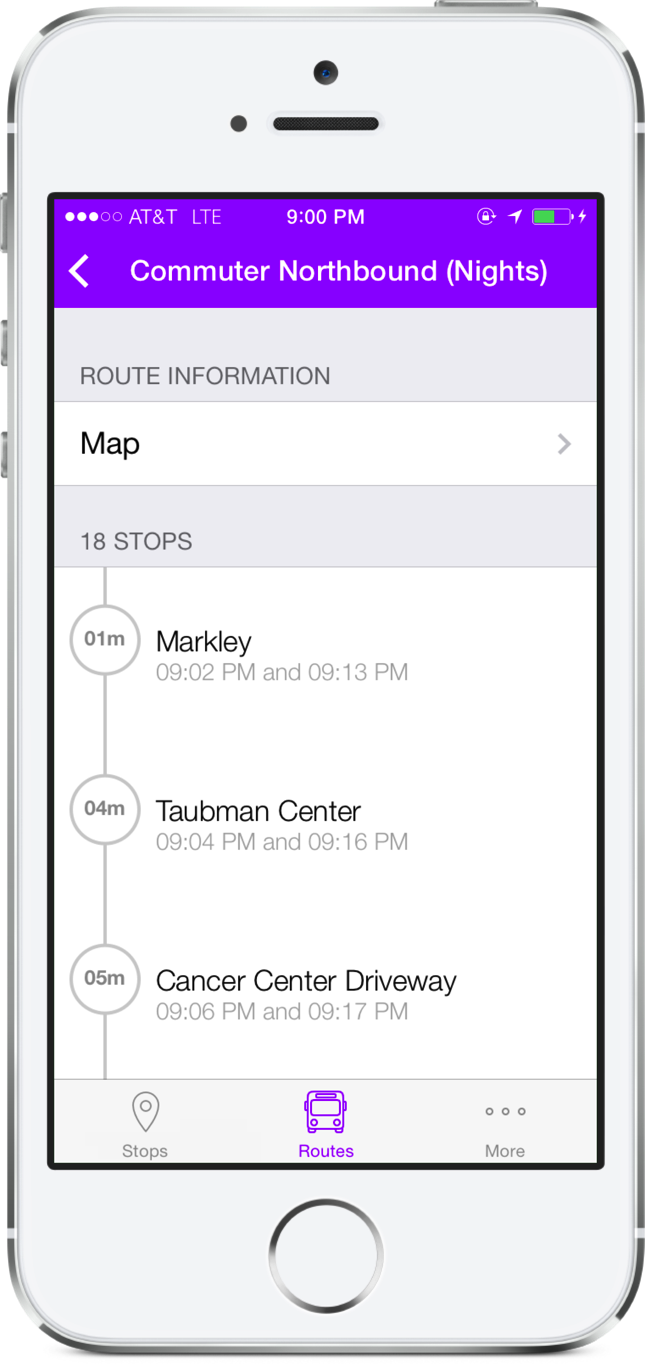 AT&T LTE 9:00 PM
Commuter Northbound (Nights)
ROUTE INFORMATION
Map
18 STOPS
01m
Markley
09:02 PM and 09:13 PM
04m
Taubman Center
09:04 PM and 09:16 PM
05m
Cancer Center Driveway
09:06 PM and 09:17 PM
Stops Routes More